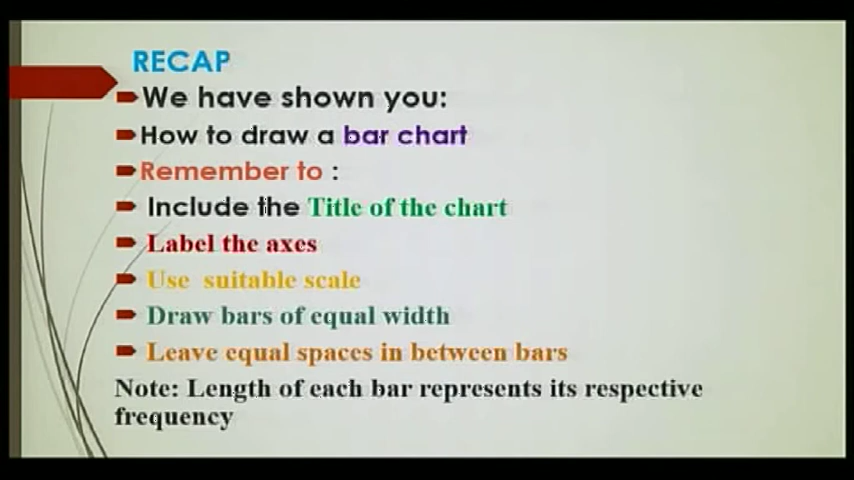 RECAP
We have shown you:
How to draw a bar chart
Remember to :
Include the Title of the chart
Label the axes
Use suitable scale
Draw bars of equal width
Leave equal spaces in between bars
Note: Length of each bar represents its respective
frequency